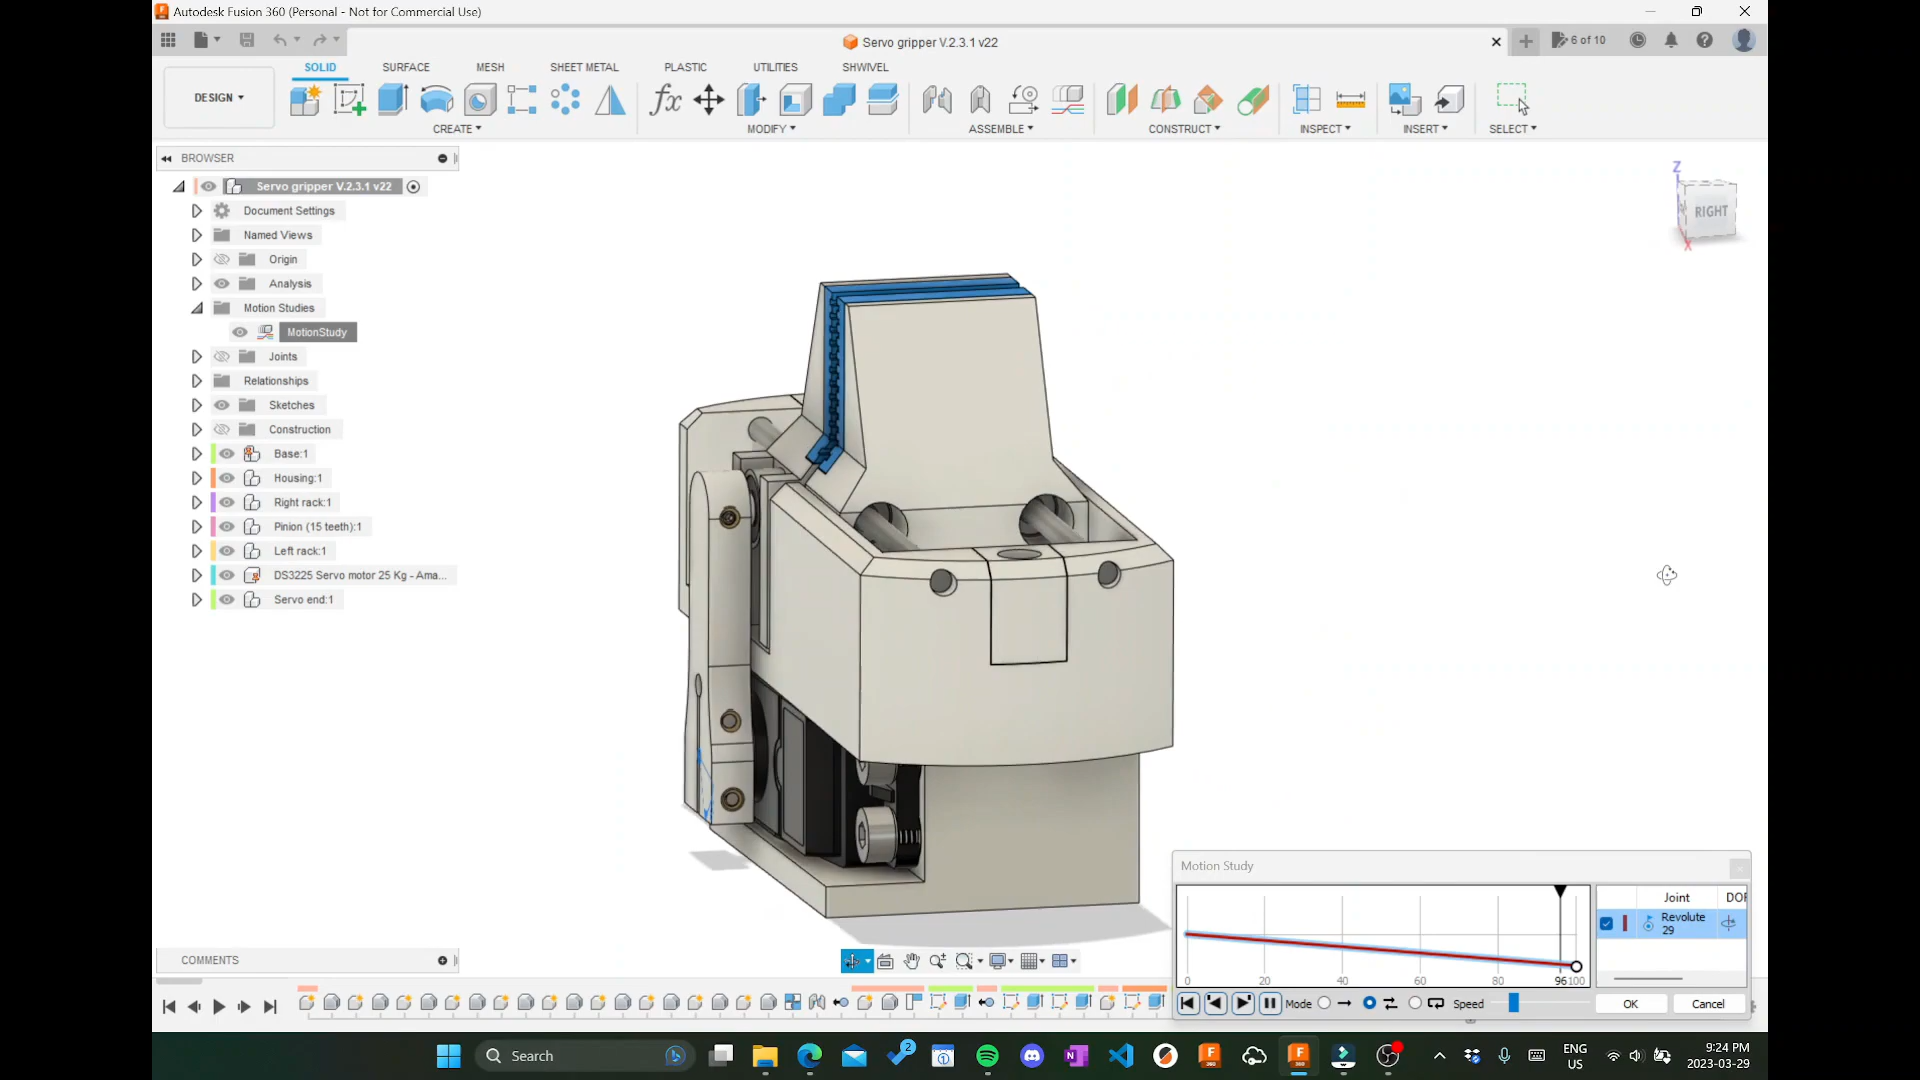 Autodesk Fusion 360 (Personal - Not for Commercial Use)
Servo gripper V.2.3.1 v22
6 of 10
SOLID SURFACE MESH SHEET METAL PLASTIC UTILITIES SHWIVEL
DESIGN
CREATE MODIFY ASSEMBLE CONSTRUCT INSPECT INSERT SELECT
BROWSER
Servo gripper V.2.3.1 v22
Document Settings
Named Views
Origin
Analysis
Motion Studies
MotionStudy
Joints
Relationships
Sketches
Construction
Base:1
Housing:1
Right rack:1
Pinion (15 teeth):1
Left rack:1
DS3225 Servo motor 25 Kg - Ama...
Servo end:1
Z
RIGHT
X
Motion Study
Joint DOF
Revolute
29
0 20 40 60 80 96 100
Mode Speed OK Cancel
COMMENTS
Search
2
ENG
US
9:24 PM
2023-03-29